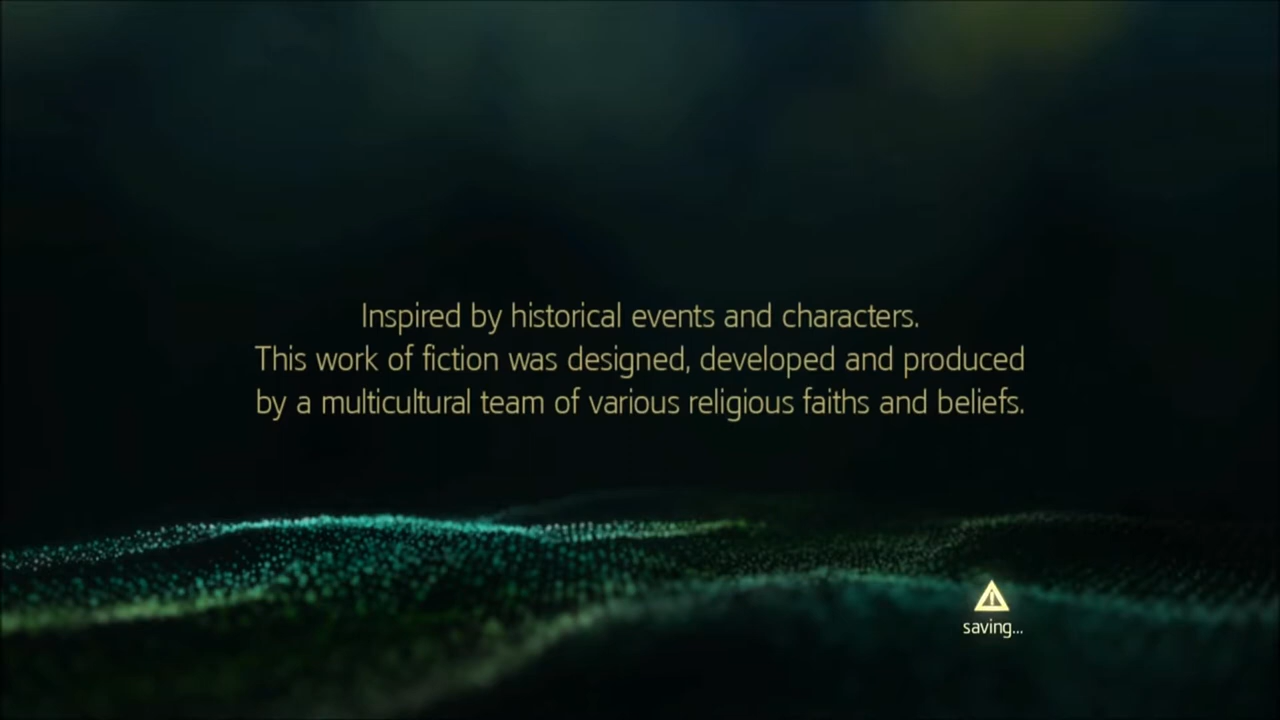 Inspired by historical events and characters.
This work of fiction was designed, developed and produced
by a multicultural team of various religious faiths and beliefs.
saving...